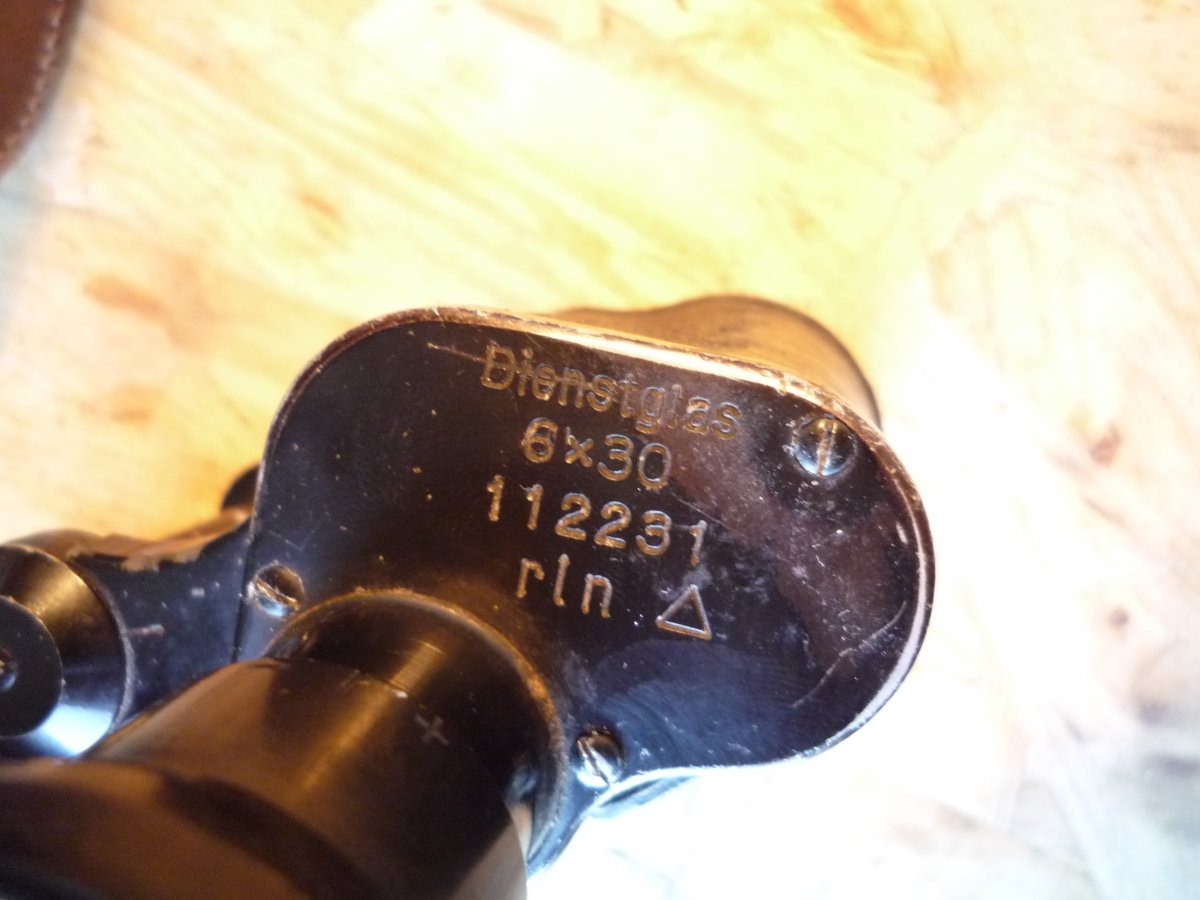 Dienstglas
6x30
112231
rln △
+